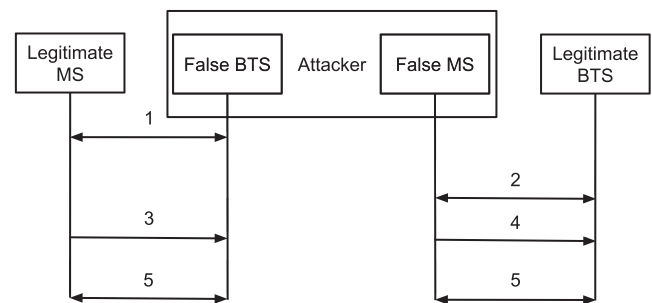 Legitimate
MS
False BTS
Attacker
False MS
Legitimate
BTS
1
2
3
4
5
5